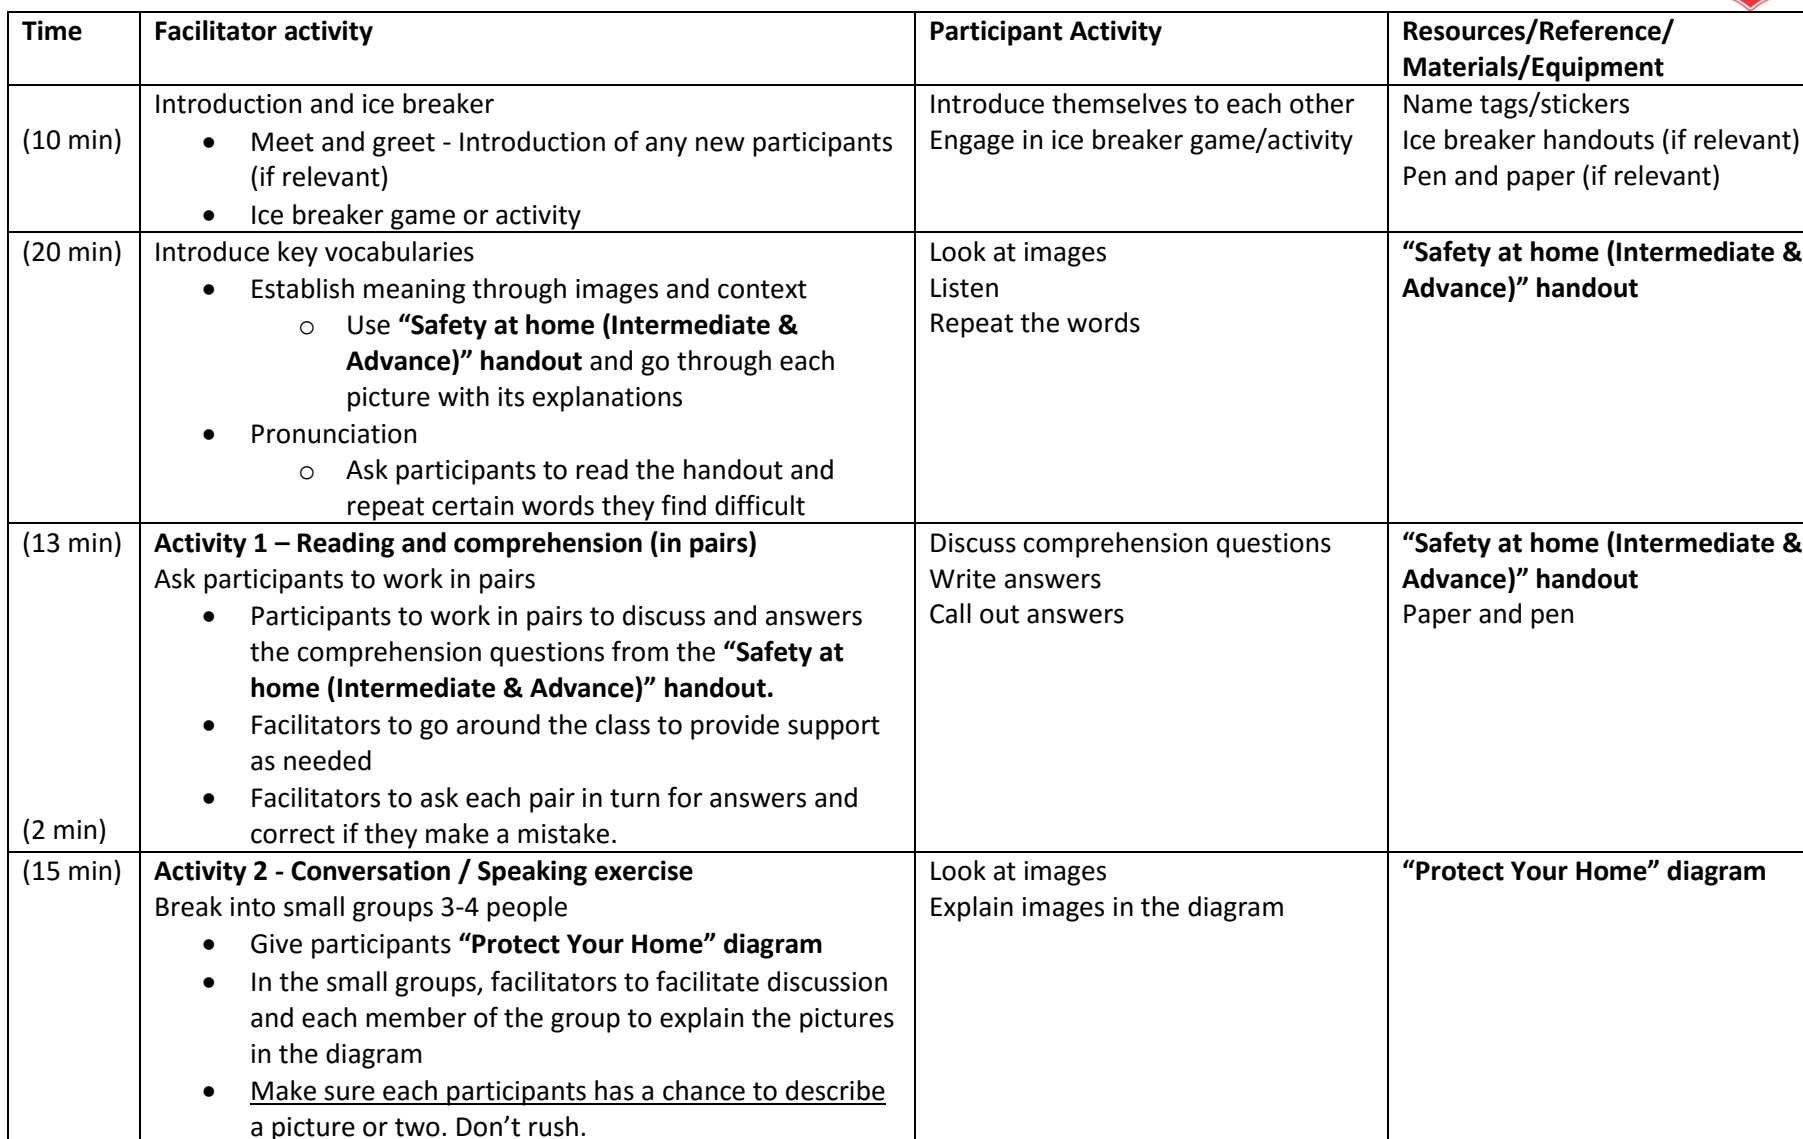 Time
Facilitator activity
Participant Activity
Resources/Reference/
Materials/Equipment
(10 min)
Introduction and ice breaker
• Meet and greet - Introduction of any new participants
(if relevant)
• Ice breaker game or activity
Introduce themselves to each other
Engage in ice breaker game/activity
Name tags/stickers
Ice breaker handouts (if relevant)
Pen and paper (if relevant)
(20 min)
Introduce key vocabularies
• Establish meaning through images and context
o Use “Safety at home (Intermediate &
Advance)” handout and go through each
picture with its explanations
• Pronunciation
o Ask participants to read the handout and
repeat certain words they find difficult
Look at images
Listen
Repeat the words
“Safety at home (Intermediate &
Advance)” handout
(13 min)
Activity 1 – Reading and comprehension (in pairs)
Ask participants to work in pairs
• Participants to work in pairs to discuss and answers
the comprehension questions from the “Safety at
home (Intermediate & Advance)” handout.
• Facilitators to go around the class to provide support
as needed
• Facilitators to ask each pair in turn for answers and
(2 min)
correct if they make a mistake.
Discuss comprehension questions
Write answers
Call out answers
“Safety at home (Intermediate &
Advance)” handout
Paper and pen
(15 min)
Activity 2 - Conversation / Speaking exercise
Break into small groups 3-4 people
• Give participants “Protect Your Home” diagram
• In the small groups, facilitators to facilitate discussion
and each member of the group to explain the pictures
in the diagram
• Make sure each participants has a chance to describe
a picture or two. Don’t rush.
Look at images
Explain images in the diagram
“Protect Your Home” diagram